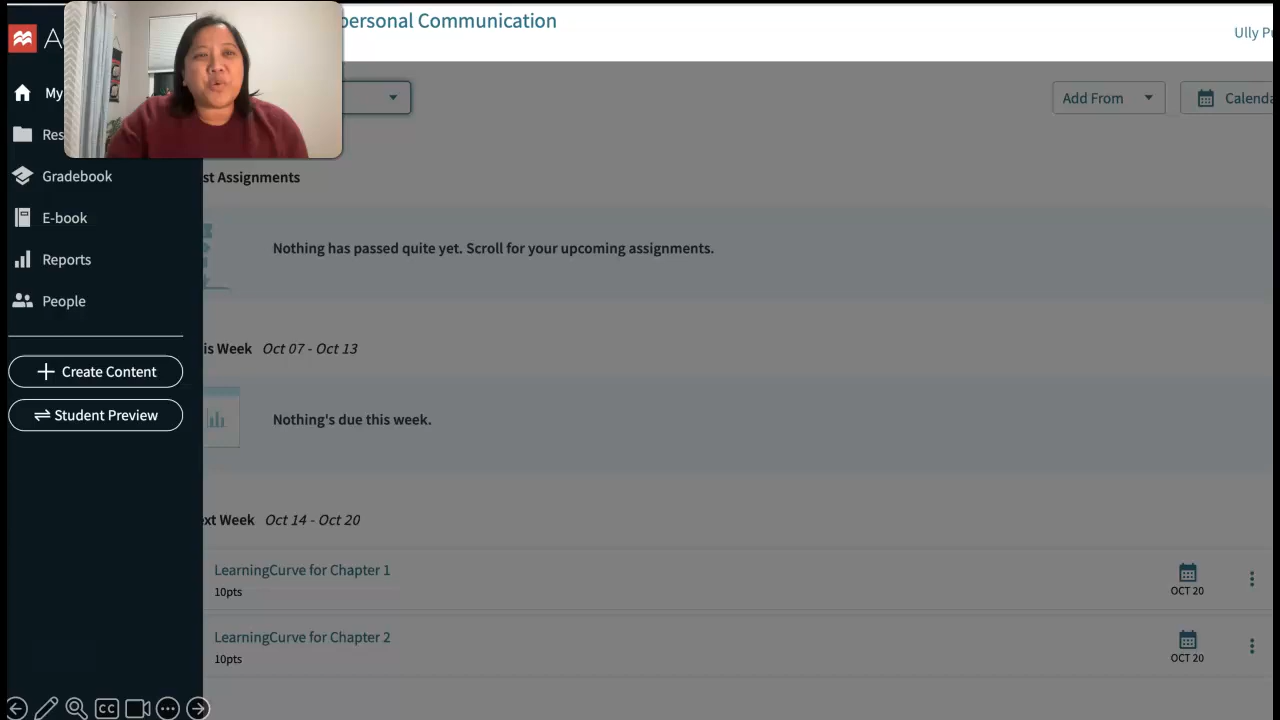 personal Communication
Ully
A
My
Add From
Calenda
Res
Gradebook
E-book
Reports
People
Create Content
Student Preview
st Assignments
Nothing has passed quite yet. Scroll for your upcoming assignments.
is Week Oct 07 - Oct 13
Nothing's due this week.
ext Week Oct 14 - Oct 20
LearningCurve for Chapter 1
10pts
OCT 20
LearningCurve for Chapter 2
10pts
OCT 20
CC